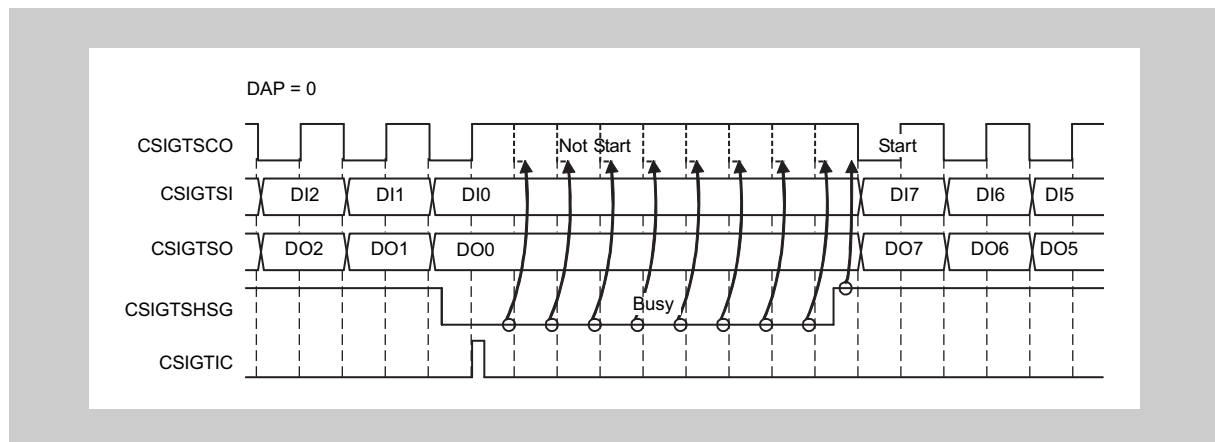 DAP = 0
CSIGTSCO Not Start Start
CSIGTSI DI2 DI1 DI0 DI7 DI6 DI5
CSIGTSO DO2 DO1 DO0 DO7 DO6 DO5
CSIGTSHSG Busy
CSIGTIC